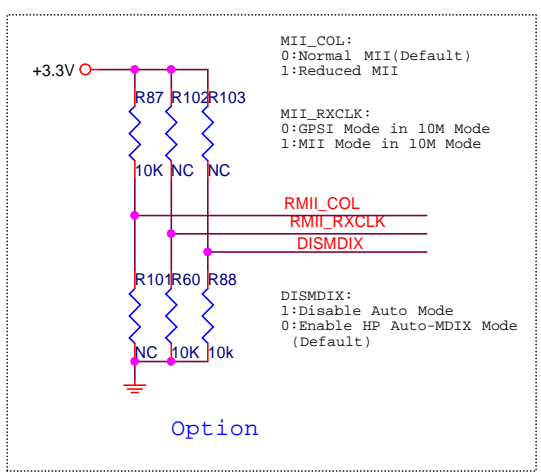 MII_COL:
0:Normal MII(Default)
1:Reduced MII
+3.3V
R87 R102 R103
MII_RXCLK:
0:GPSI Mode in 10M Mode
1:MII Mode in 10M Mode
10K NC NC
RMII_COL
RMII_RXCLK
DISMDIX
R101 R60 R88
DISMDIX:
1:Disable Auto Mode
0:Enable HP Auto-MDIX Mode
(Default)
NC 10K 10k
Option